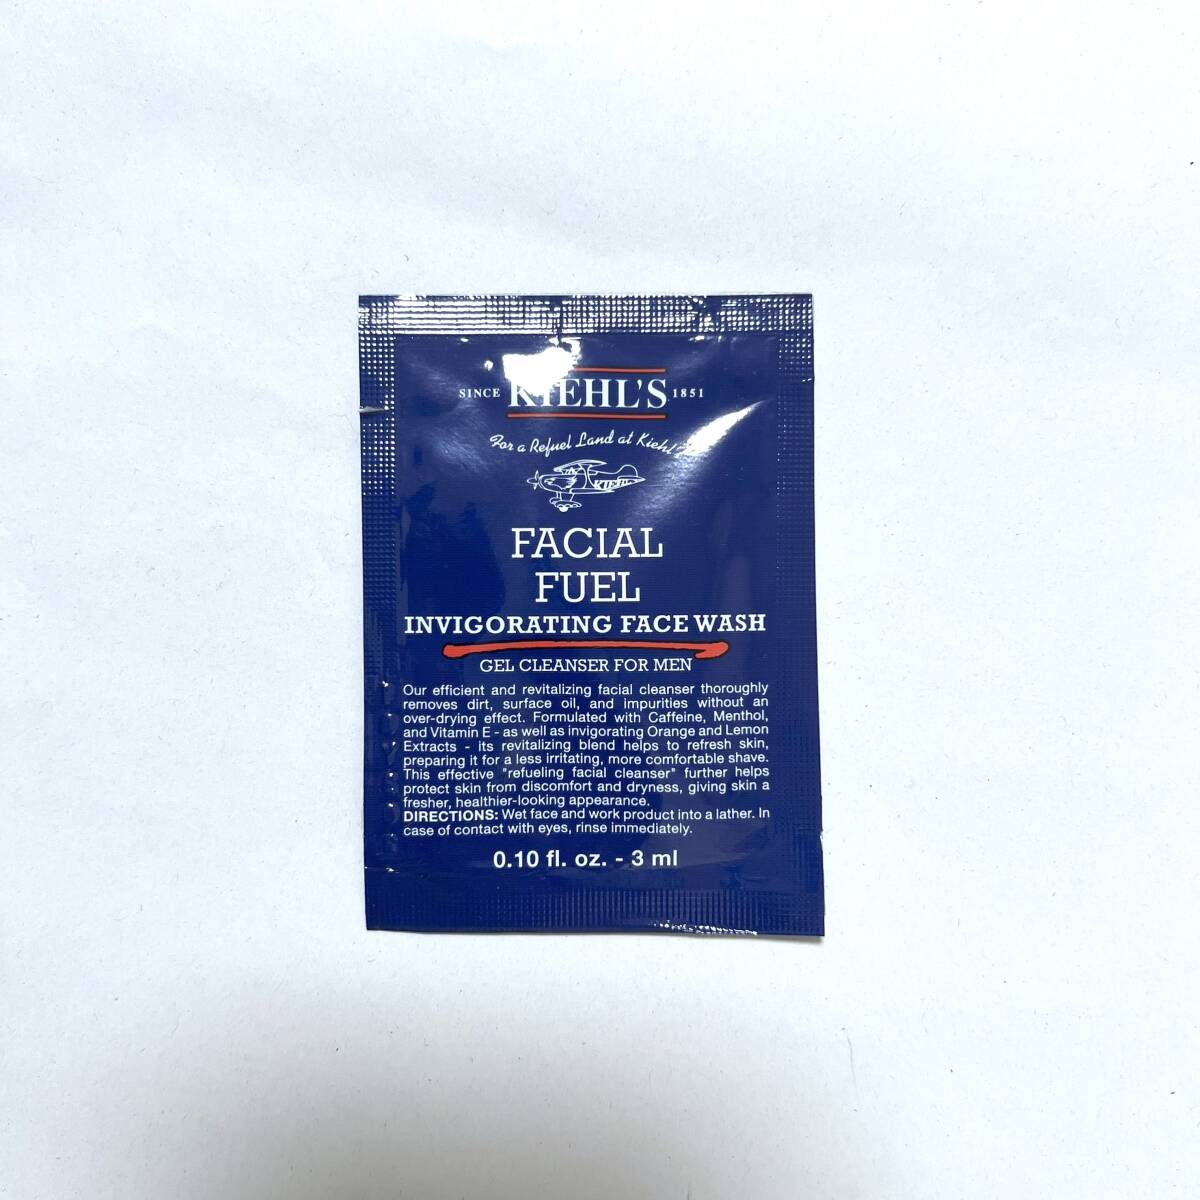 SINCE KIEHL'S 1851
For a Refuel Land at Kiehl's
KIEHL
FACIAL
FUEL
INVIGORATING FACE WASH
GEL CLEANSER FOR MEN
Our efficient and revitalizing facial cleanser thoroughly
removes dirt, surface oil, and impurities without an
over-drying effect. Formulated with Caffeine, Menthol,
and Vitamin E - as well as invigorating Orange and Lemon
Extracts - its revitalizing blend helps to refresh skin,
preparing it for a less irritating, more comfortable shave.
This effective "refueling facial cleanser" further helps
protect skin from discomfort and dryness, giving skin a
fresher, healthier-looking appearance.
DIRECTIONS: Wet face and work product into a lather. In
case of contact with eyes, rinse immediately.
0.10 fl. oz. - 3 ml